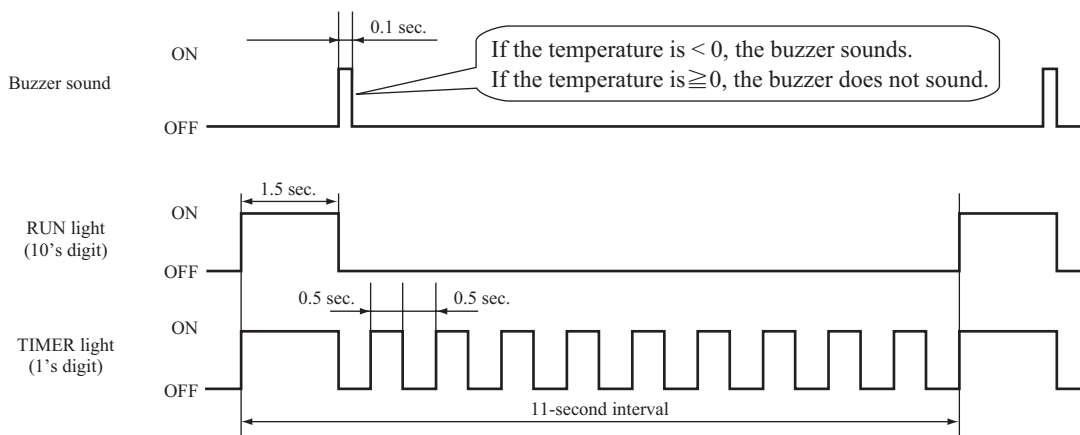 0.1 sec.
ON
If the temperature is < 0, the buzzer sounds.
If the temperature is≧0, the buzzer does not sound.
Buzzer sound
OFF
1.5 sec.
ON
RUN light
(10’s digit)
OFF
0.5 sec.
0.5 sec.
ON
TIMER light
(1’s digit)
OFF
11-second interval